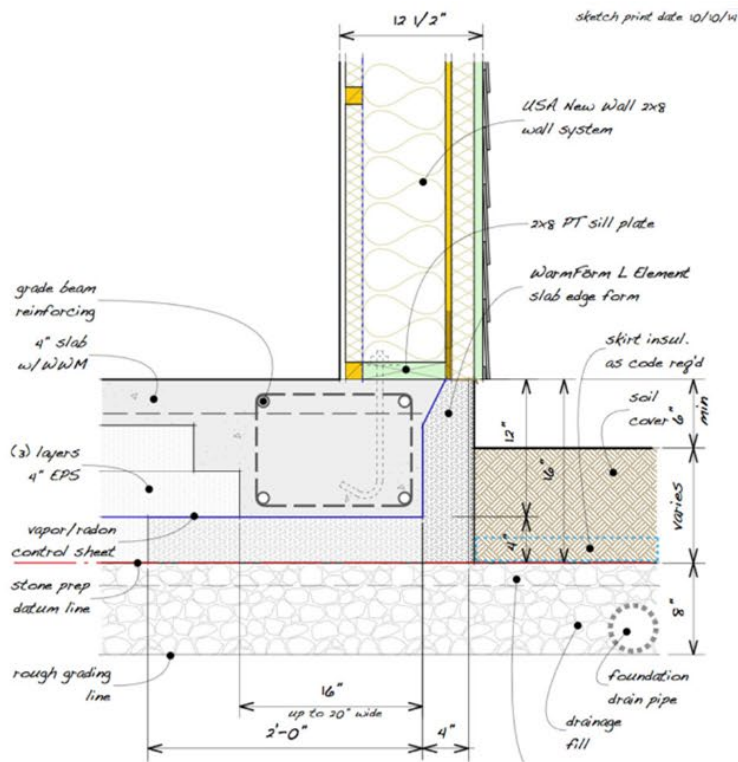 12 1/2"
sketch print date 10/10/14
USA New Wall 2x8
wall system
2x8 PT sill plate
WarmForm L Element
slab edge form
grade beam
reinforcing
skirt insul.
as code req'd
4" slab
w/ WWM
soil
cover
6"
min
12"
16"
(3) layers
4" EPS
varies
vapor/radon
control sheet
4"
stone prep
datum line
8"
rough grading
line
16"
up to 20" wide
foundation
drain pipe
2'-0"
4"
drainage
fill